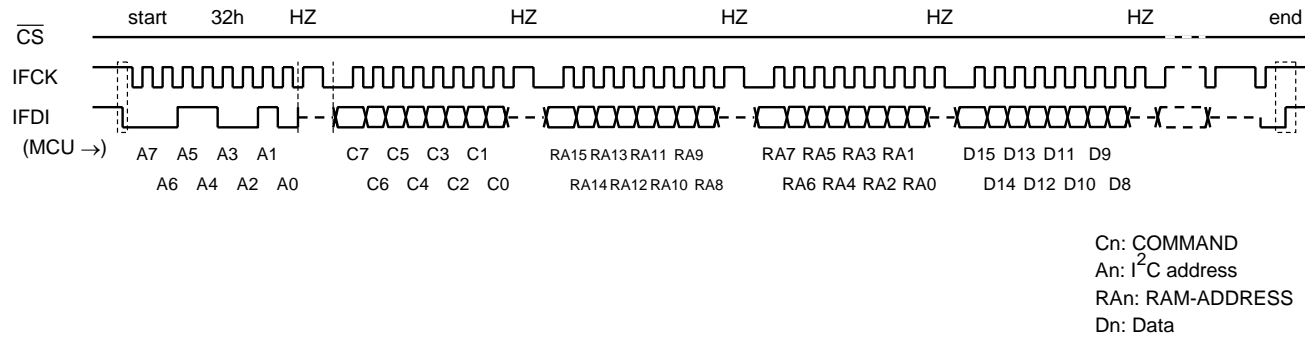 start 32h HZ HZ HZ HZ HZ end
CS
IFCK
IFDI
(MCU →)
A7 A5 A3 A1 C7 C5 C3 C1 RA15 RA13 RA11 RA9 RA7 RA5 RA3 RA1 D15 D13 D11 D9
A6 A4 A2 A0 C6 C4 C2 C0 RA14 RA12 RA10 RA8 RA6 RA4 RA2 RA0 D14 D12 D10 D8
Cn: COMMAND
An: I2C address
RAn: RAM-ADDRESS
Dn: Data